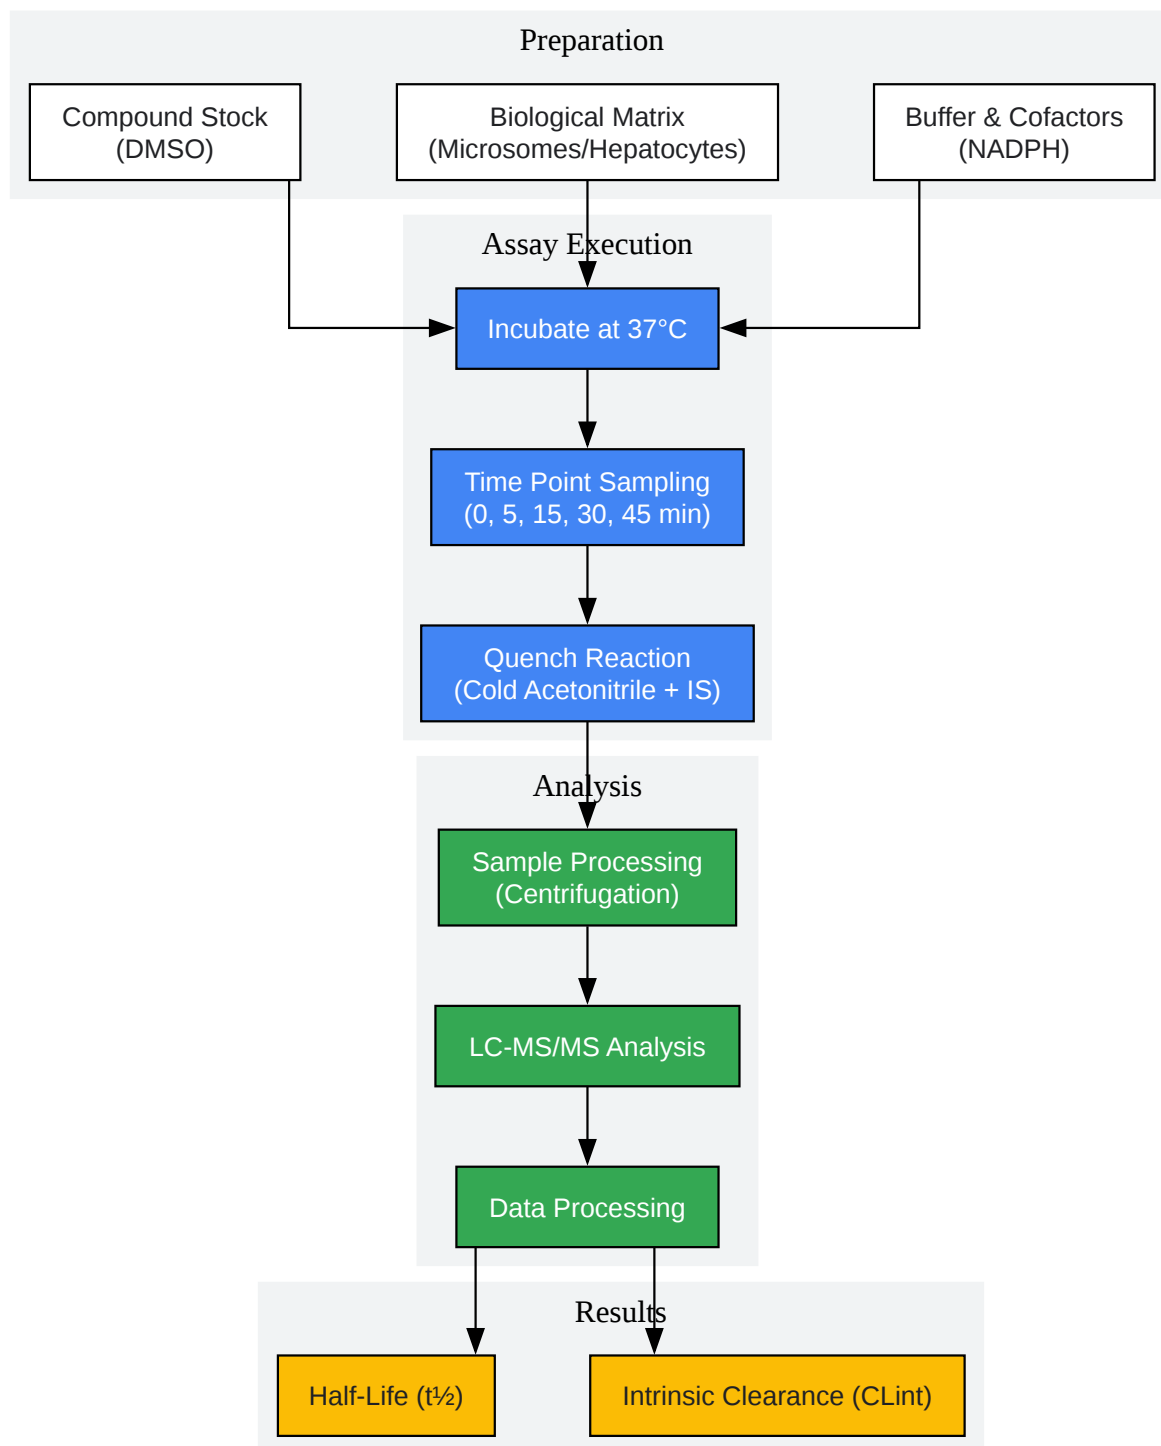 Preparation
Compound Stock
(DMSO)
Biological Matrix
(Microsomes/Hepatocytes)
Buffer & Cofactors
(NADPH)
Assay Execution
Incubate at 37°C
Time Point Sampling
(0, 5, 15, 30, 45 min)
Quench Reaction
(Cold Acetonitrile + IS)
Analysis
Sample Processing
(Centrifugation)
LC-MS/MS Analysis
Data Processing
Results
Half-Life (t½)
Intrinsic Clearance (CLint)